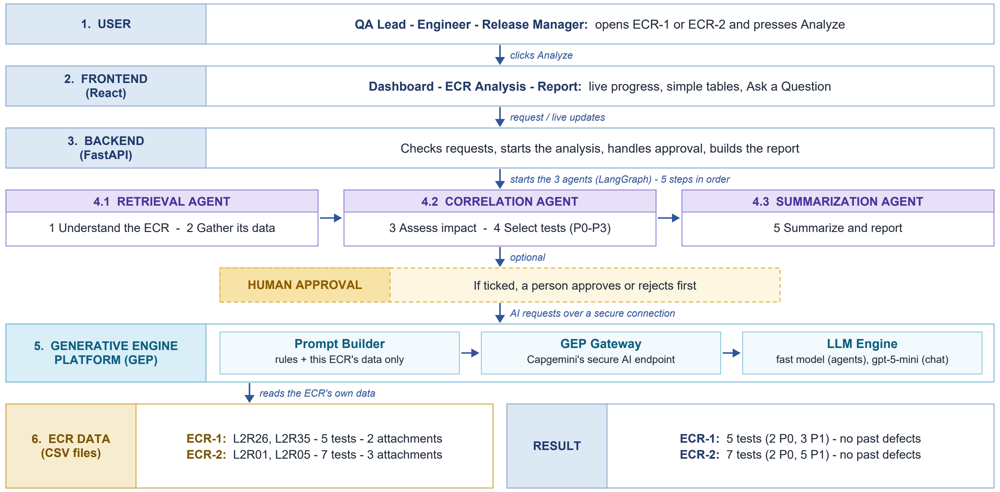 1. USER
QA Lead - Engineer - Release Manager: opens ECR-1 or ECR-2 and presses Analyze
clicks Analyze
2. FRONTEND
(React)
Dashboard - ECR Analysis - Report: live progress, simple tables, Ask a Question
request / live updates
3. BACKEND
(FastAPI)
Checks requests, starts the analysis, handles approval, builds the report
starts the 3 agents (LangGraph) - 5 steps in order
4.1 RETRIEVAL AGENT
1 Understand the ECR - 2 Gather its data
4.2 CORRELATION AGENT
3 Assess impact - 4 Select tests (P0-P3)
4.3 SUMMARIZATION AGENT
5 Summarize and report
optional
HUMAN APPROVAL
If ticked, a person approves or rejects first
AI requests over a secure connection
5. GENERATIVE ENGINE
PLATFORM (GEP)
Prompt Builder
rules + this ECR's data only
GEP Gateway
Capgemini's secure AI endpoint
LLM Engine
fast model (agents), gpt-5-mini (chat)
reads the ECR's own data
6. ECR DATA
(CSV files)
ECR-1: L2R26, L2R35 - 5 tests - 2 attachments
ECR-2: L2R01, L2R05 - 7 tests - 3 attachments
RESULT
ECR-1: 5 tests (2 P0, 3 P1) - no past defects
ECR-2: 7 tests (2 P0, 5 P1) - no past defects